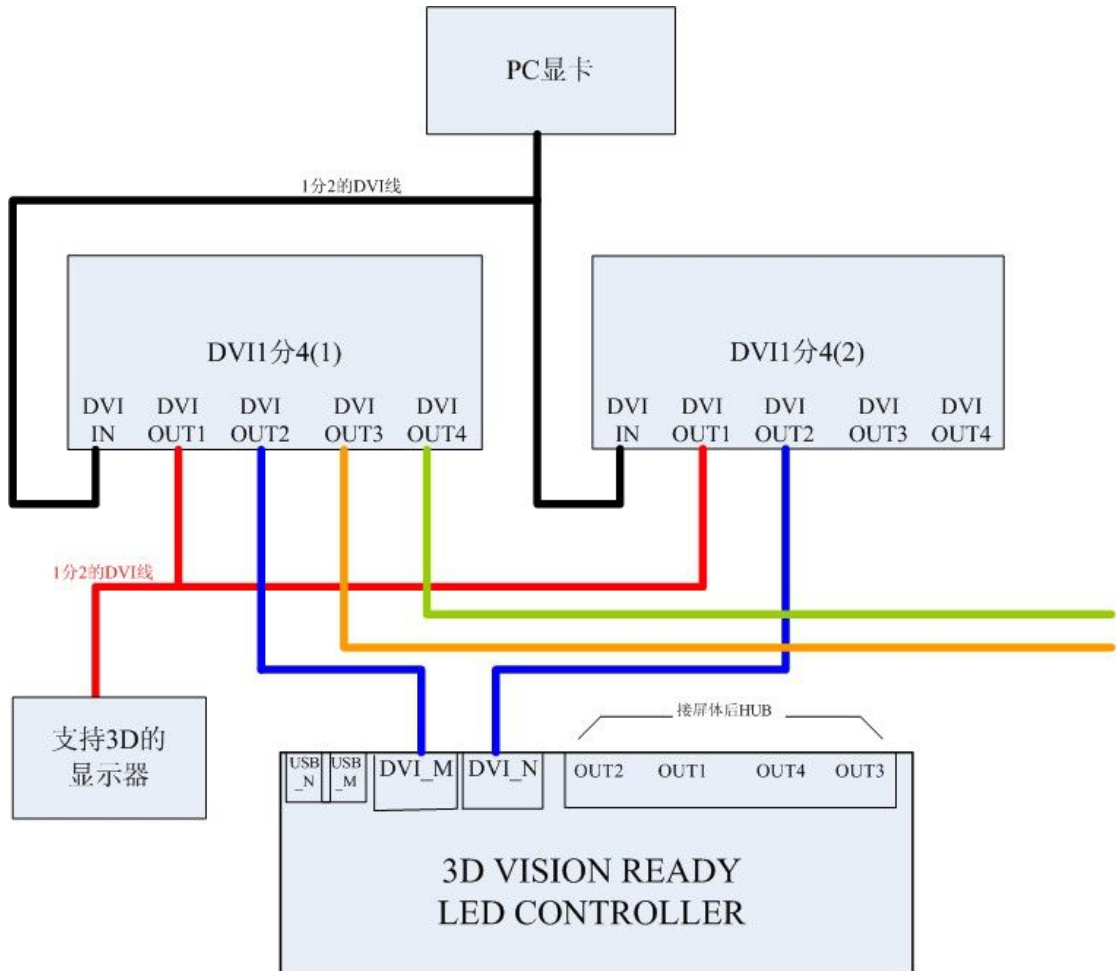 PC显卡
1分2的DVI线
DVI1分4(1)
DVI IN
DVI OUT1
DVI OUT2
DVI OUT3
DVI OUT4
DVI1分4(2)
DVI IN
DVI OUT1
DVI OUT2
DVI OUT3
DVI OUT4
1分2的DVI线
支持3D的
显示器
接屏体后HUB
USB
_N
USB
_M
DVI_M
DVI_N
OUT2
OUT1
OUT4
OUT3
3D VISION READY
LED CONTROLLER